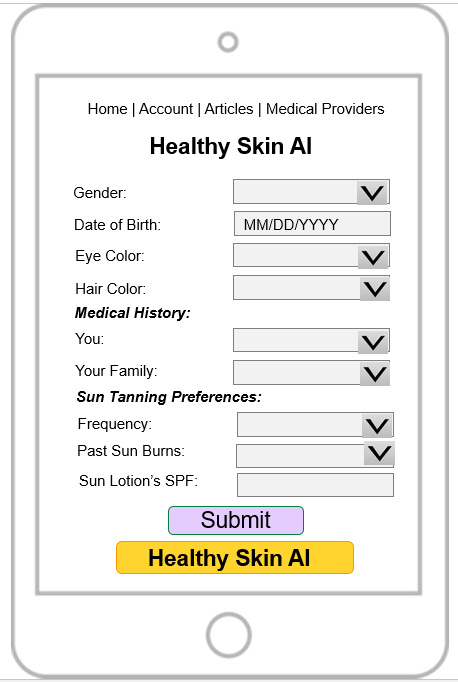 Home | Account | Articles | Medical Providers
Healthy Skin AI
Gender:
Date of Birth: MM/DD/YYYY
Eye Color:
Hair Color:
Medical History:
You:
Your Family:
Sun Tanning Preferences:
Frequency:
Past Sun Burns:
Sun Lotion’s SPF:
Submit
Healthy Skin AI